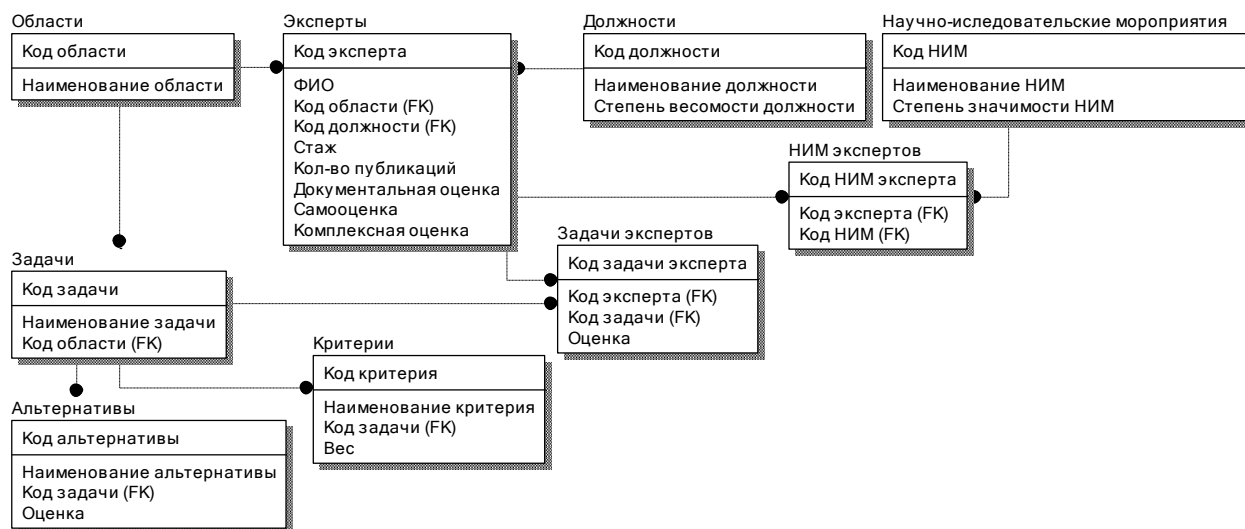 Области
Код области
Наименование области
Эксперты
Код эксперта
ФИО
Код области (FK)
Код должности (FK)
Стаж
Кол-во публикаций
Документальная оценка
Самооценка
Комплексная оценка
Должности
Код должности
Наименование должности
Степень весомости должности
Научно-иследовательские мороприятия
Код НИМ
Наименование НИМ
Степень значимости НИМ
НИМ экспертов
Код НИМ эксперта
Код эксперта (FK)
Код НИМ (FK)
Задачи экспертов
Код задачи эксперта
Код эксперта (FK)
Код задачи (FK)
Оценка
Задачи
Код задачи
Наименование задачи
Код области (FK)
Критерии
Код критерия
Наименование критерия
Код задачи (FK)
Вес
Альтернативы
Код альтернативы
Наименование альтернативы
Код задачи (FK)
Оценка